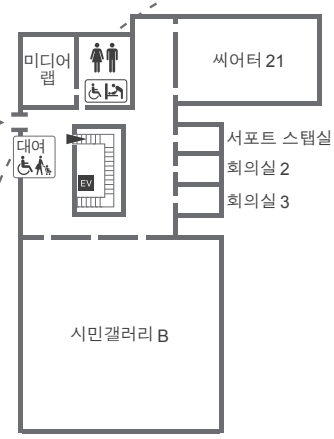 미디어
랩
씨어터 21
대여
EV
서포트 스탭실
회의실 2
회의실 3
시민갤러리 B